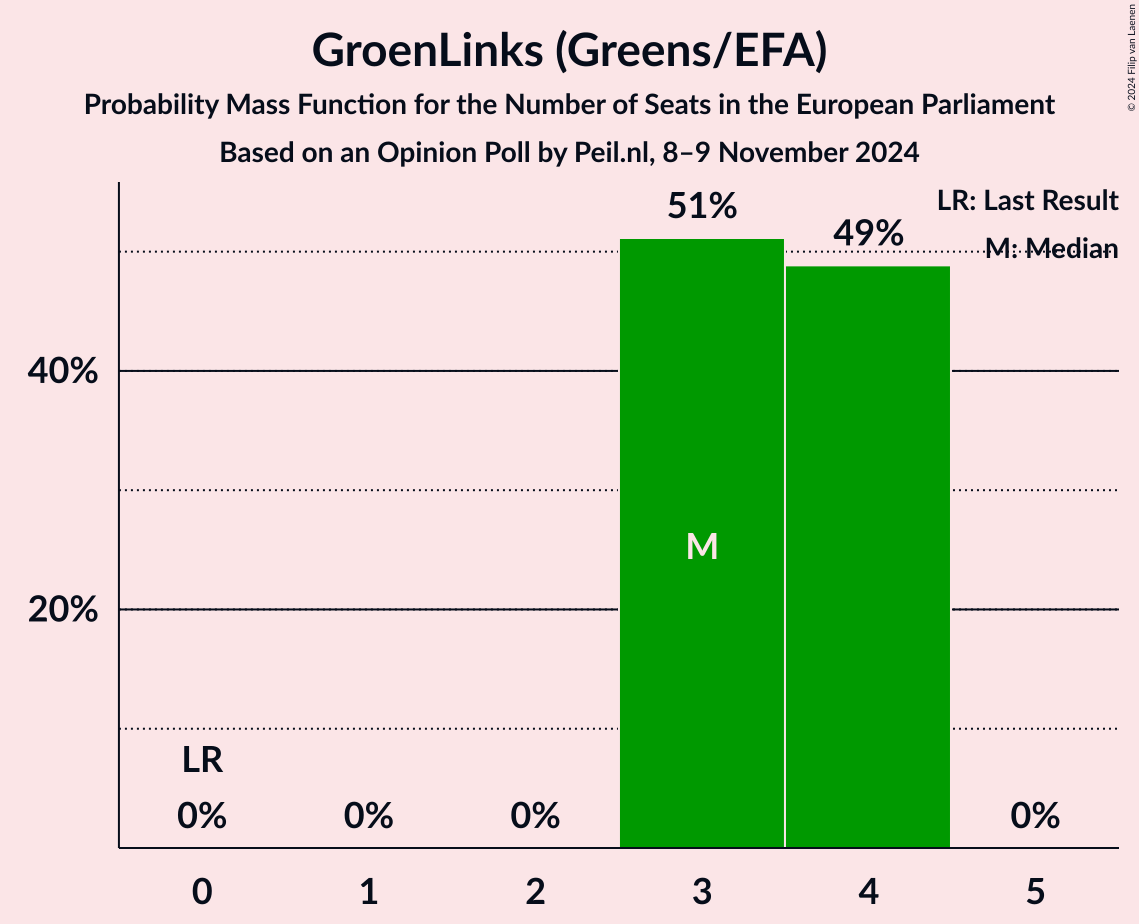 GroenLinks (Greens/EFA)
Probability Mass Function for the Number of Seats in the European Parliament
Based on an Opinion Poll by Peil.nl, 8–9 November 2024
© 2024 Filip van Laenen
LR: Last Result
M: Median
51%
49%
40%
20%
M
LR
0%
0%
0%
0%
0
1
2
3
4
5